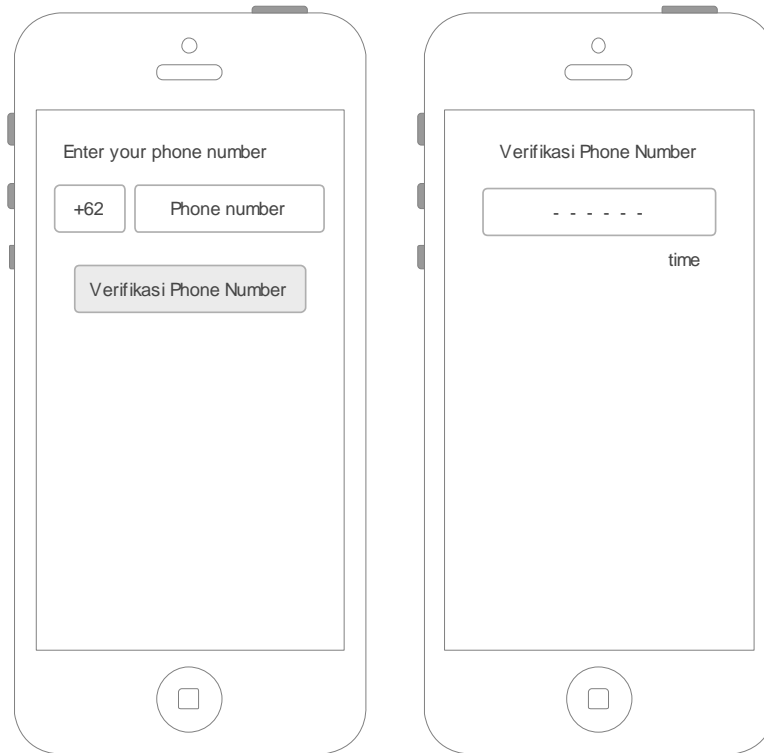 Enter your phone number
+62 Phone number
Verifikasi Phone Number
Verifikasi Phone Number
- - - - - -
time